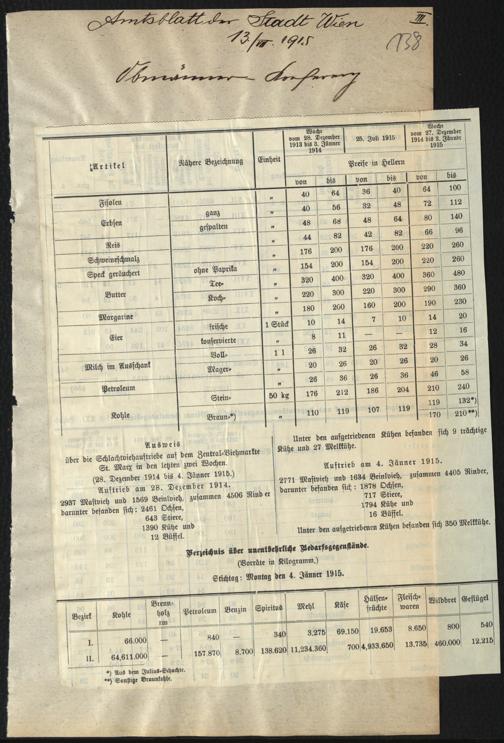 Amtsblatt der Stadt Wien III
13/III. 1915 138
Obmänner-Konferenz
Artikel | Nähere Bezeichnung | Einheit | Woche vom 28. Dezember 1913 bis 3. Jänner 1914 | 25. Juli 1915 | Woche vom 27. Dezember 1914 bis 2. Jänner 1915
Preise in Hellern
von bis von bis von bis
Fisolen „ 40 64 36 40 64 100
Erbsen ganz „ 40 56 32 48 72 112
gespalten „ 48 68 48 64 80 140
Reis „ 44 82 42 82 66 96
Schweineschmalz „ 176 200 176 200 220 260
Speck geräuchert ohne Paprika „ 154 200 154 200 220 260
Butter Tee- „ 320 400 320 400 360 480
Koch- „ 220 300 220 300 290 360
Margarine „ 180 200 160 200 190 230
Eier frische 1 Stück 10 14 7 10 14 20
konservierte „ 8 11 — — 12 16
Milch im Ausschank Voll- 1 l 26 32 26 32 28 34
Mager- „ 20 26 20 26 20 26
Petroleum „ 26 36 26 36 46 58
Kohle Stein- 50 kg 176 212 186 204 210 240
Braun-*) „ 110 119 107 119 119 132*)
170 210**)
Ausweis
über die Schlachtviehauftriebe auf dem Zentral-Viehmarkte
St. Marx in den letzten zwei Wochen.
(28. Dezember 1914 bis 4. Jänner 1915.)
Auftrieb am 28. Dezember 1914.
2937 Mastvieh und 1569 Beinlvieh, zusammen 4506 Rinder
darunter befanden sich: 2461 Ochsen,
643 Stiere,
1390 Kühe und
12 Büffel.
Unter den aufgetriebenen Kühen befanden sich 9 trächtige
Kühe und 27 Melkkühe.
Auftrieb am 4. Jänner 1915.
2771 Mastvieh und 1634 Beinlvieh, zusammen 4405 Rinder,
darunter befanden sich: 1878 Ochsen,
717 Stiere,
1794 Kühe und
16 Büffel.
Unter den aufgetriebenen Kühen befanden sich 350 Melkkühe.
Verzeichnis über unentbehrliche Bedarfsgegenstände.
(Vorräte in Kilogramm.)
Stichtag: Montag den 4. Jänner 1915.
Bezirk | Kohle | Brennholz rm | Petroleum | Benzin | Spiritus | Mehl | Käse | Hülsenfrüchte | Fleischwaren | Wildbret | Geflügel
I. 66.000 — 840 — 340 3.275 69.150 19.653 8.650 800 540
II. 64,611.000 — 157.870 8.700 138.620 11,234.360 700 4,933.650 13.735 460.000 12.215
*) Aus dem Julius-Schachte.
**) Sonstige Braunkohle.